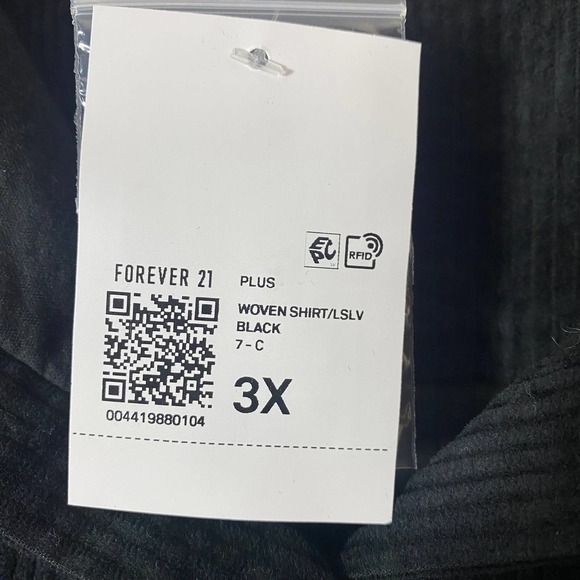 EPC
RFID
FOREVER 21
PLUS
WOVEN SHIRT/LSLV
BLACK
7 - C
3X
004419880104